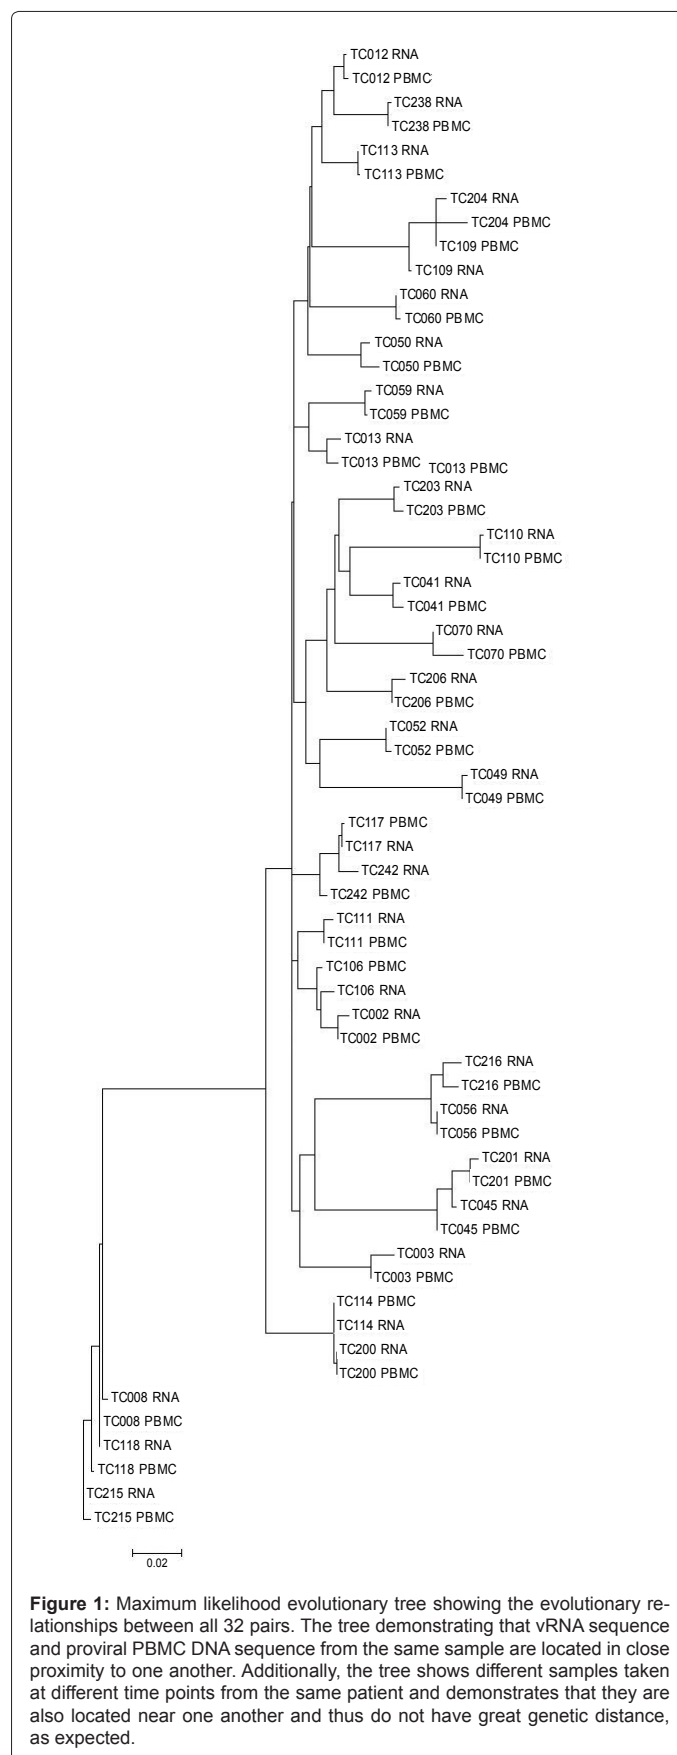 TC012 RNA
TC012 PBMC
TC238 RNA
TC238 PBMC
TC113 RNA
TC113 PBMC
TC204 RNA
TC204 PBMC
TC109 PBMC
TC109 RNA
TC060 RNA
TC060 PBMC
TC050 RNA
TC050 PBMC
TC059 RNA
TC059 PBMC
TC013 RNA
TC013 PBMC TC013 PBMC
TC203 RNA
TC203 PBMC
TC110 RNA
TC110 PBMC
TC041 RNA
TC041 PBMC
TC070 RNA
TC070 PBMC
TC206 RNA
TC206 PBMC
TC052 RNA
TC052 PBMC
TC049 RNA
TC049 PBMC
TC117 PBMC
TC117 RNA
TC242 RNA
TC242 PBMC
TC111 RNA
TC111 PBMC
TC106 PBMC
TC106 RNA
TC002 RNA
TC002 PBMC
TC216 RNA
TC216 PBMC
TC056 RNA
TC056 PBMC
TC201 RNA
TC201 PBMC
TC045 RNA
TC045 PBMC
TC003 RNA
TC003 PBMC
TC114 PBMC
TC114 RNA
TC200 RNA
TC200 PBMC
TC008 RNA
TC008 PBMC
TC118 RNA
TC118 PBMC
TC215 RNA
TC215 PBMC
0.02
Figure 1: Maximum likelihood evolutionary tree showing the evolutionary re-
lationships between all 32 pairs. The tree demonstrating that vRNA sequence
and proviral PBMC DNA sequence from the same sample are located in close
proximity to one another. Additionally, the tree shows different samples taken
at different time points from the same patient and demonstrates that they are
also located near one another and thus do not have great genetic distance,
as expected.